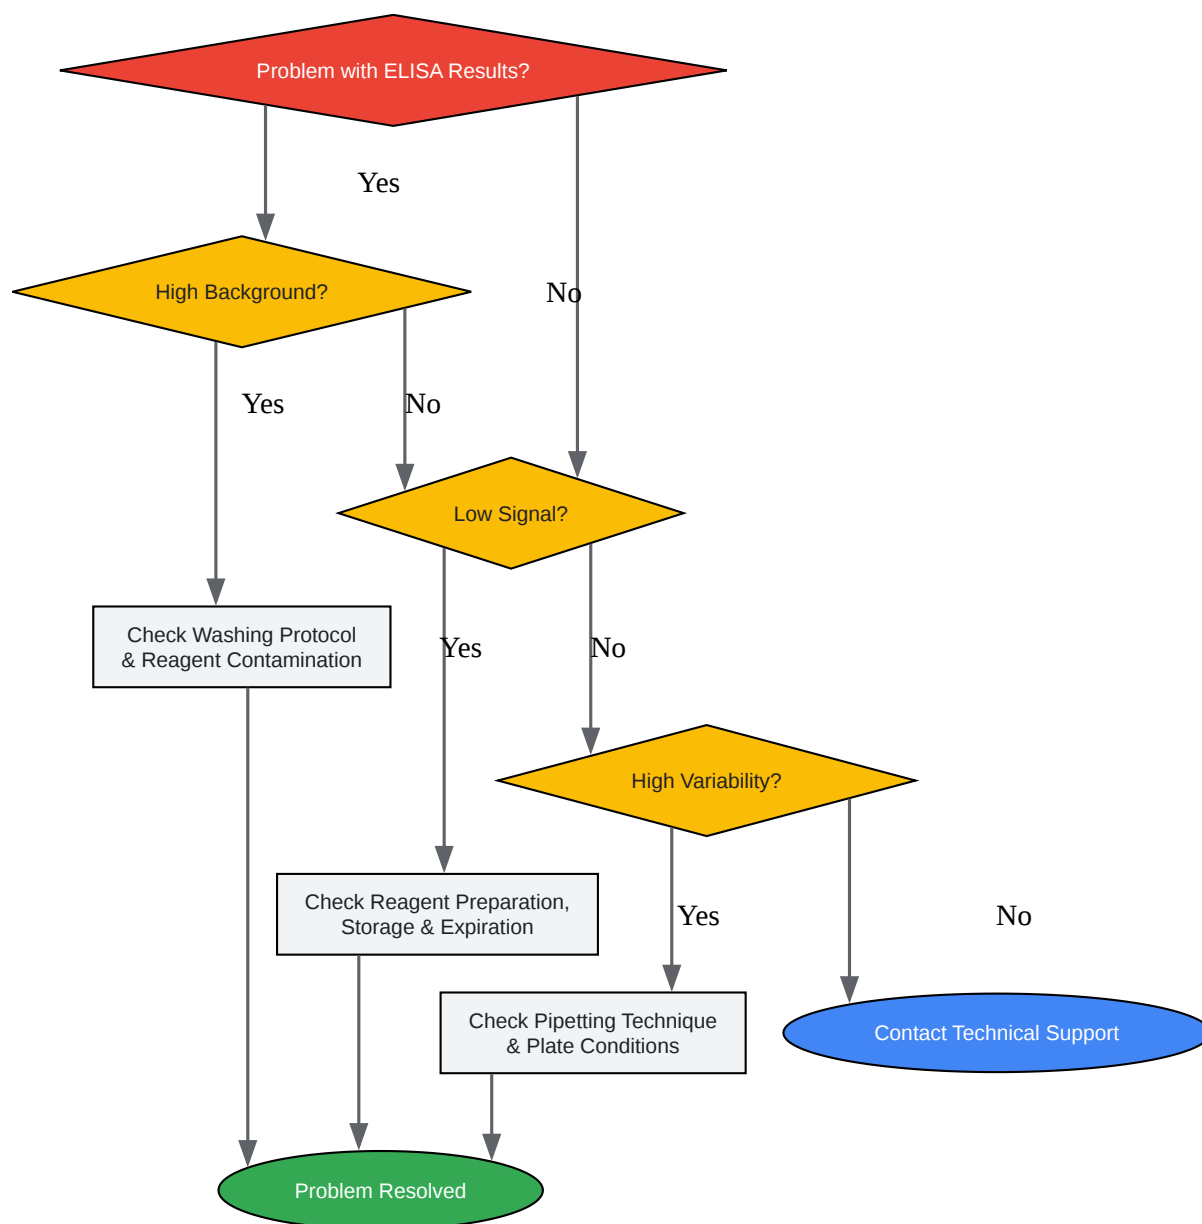 Problem with ELISA Results?
Yes
High Background?
No
Yes
No
Low Signal?
Check Washing Protocol
& Reagent Contamination
Yes
No
High Variability?
Check Reagent Preparation,
Storage & Expiration
Yes
No
Check Pipetting Technique
& Plate Conditions
Contact Technical Support
Problem Resolved